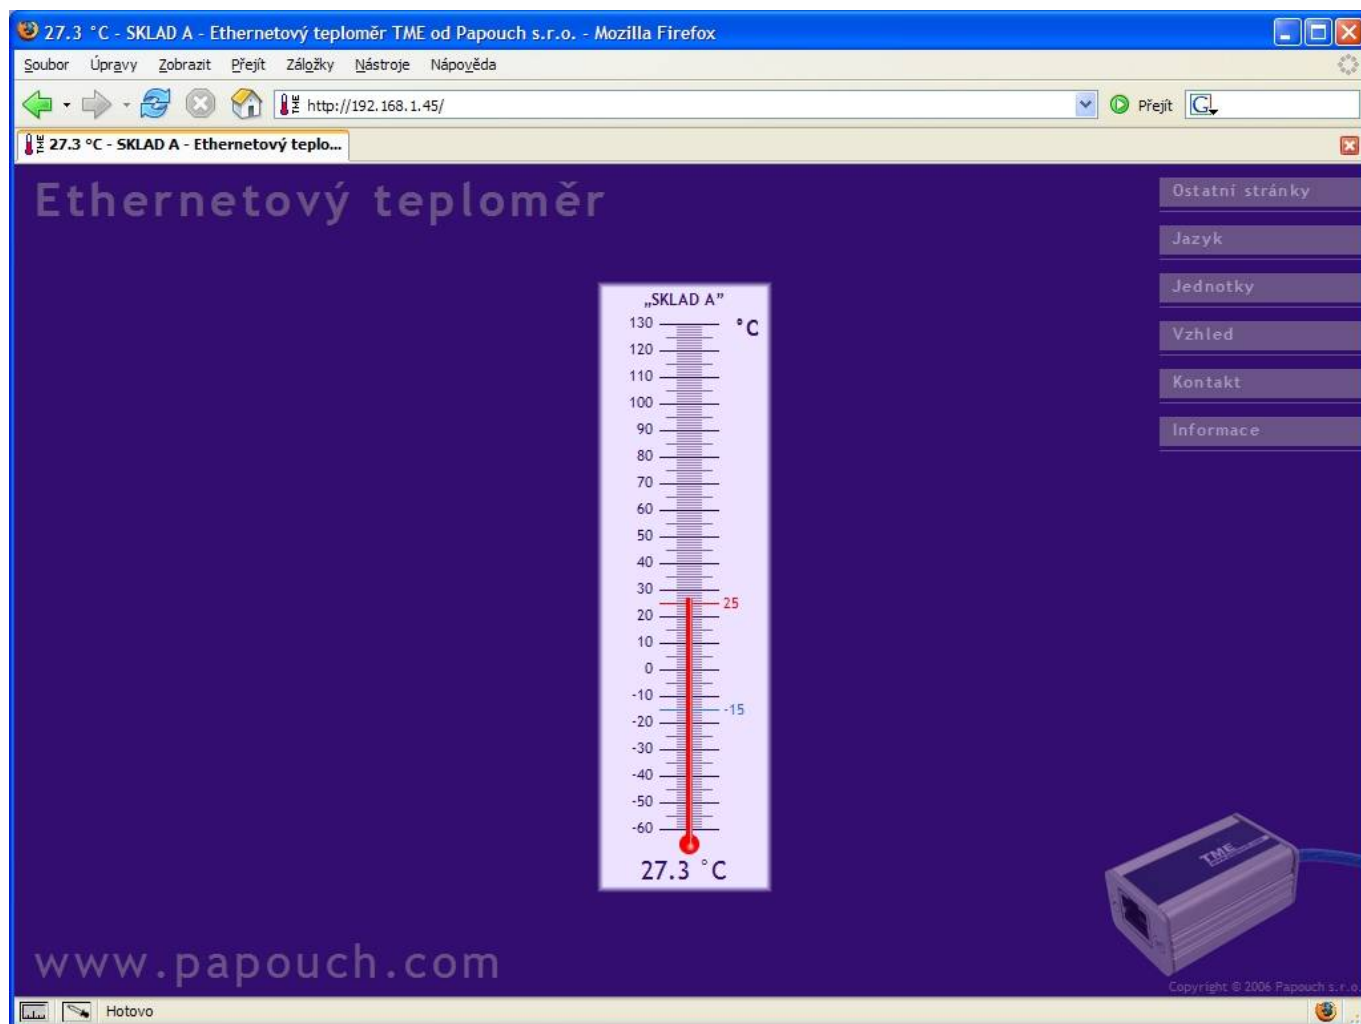 27.3 °C - SKLAD A - Ethernetový teploměr TME od Papouch s.r.o. - Mozilla Firefox
Soubor Úpravy Zobrazit Přejít Záložky Nástroje Nápověda
TME http://192.168.1.45/ Přejít G
TME 27.3 °C - SKLAD A - Ethernetový teplo...
Ethernetový teploměr
Ostatní stránky
Jazyk
Jednotky
Vzhled
Kontakt
Informace
„SKLAD A”
°C
130
120
110
100
90
80
70
60
50
40
30
25
20
10
0
-10
-15
-20
-30
-40
-50
-60
27.3 °C
TME
www.papouch.com
Copyright © 2006 Papouch s.r.o.
Hotovo